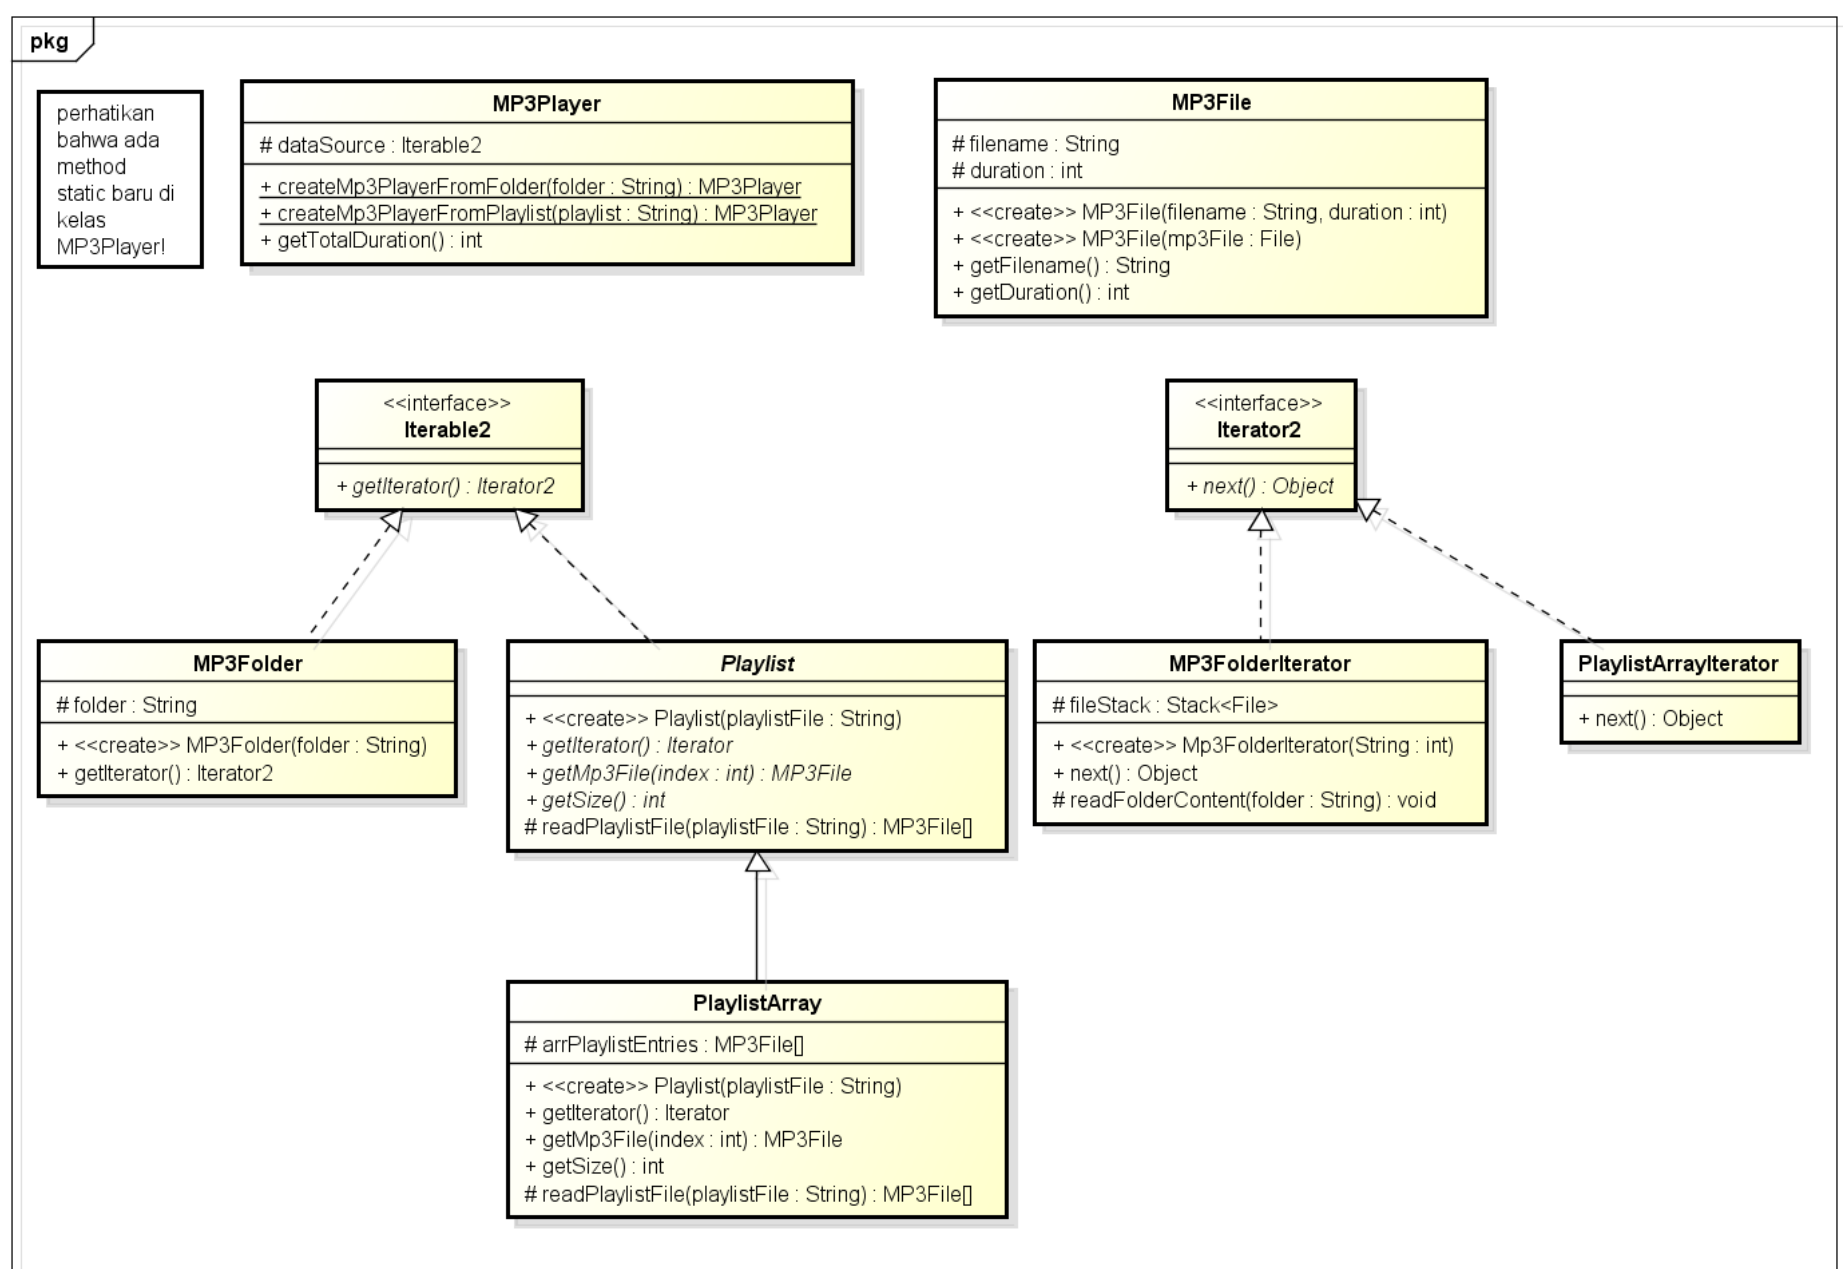 pkg
perhatikan
bahwa ada
method
static baru di
kelas
MP3Player!
MP3Player
# dataSource : Iterable2
+ createMp3PlayerFromFolder(folder : String) : MP3Player
+ createMp3PlayerFromPlaylist(playlist : String) : MP3Player
+ getTotalDuration() : int
MP3File
# filename : String
# duration : int
+ <<create>> MP3File(filename : String, duration : int)
+ <<create>> MP3File(mp3File : File)
+ getFilename() : String
+ getDuration() : int
<<interface>>
Iterable2
+ getIterator() : Iterator2
<<interface>>
Iterator2
+ next() : Object
MP3Folder
# folder : String
+ <<create>> MP3Folder(folder : String)
+ getIterator() : Iterator2
Playlist
+ <<create>> Playlist(playlistFile : String)
+ getIterator() : Iterator
+ getMp3File(index : int) : MP3File
+ getSize() : int
# readPlaylistFile(playlistFile : String) : MP3File[]
MP3FolderIterator
# fileStack : Stack<File>
+ <<create>> Mp3FolderIterator(String : int)
+ next() : Object
# readFolderContent(folder : String) : void
PlaylistArrayIterator
+ next() : Object
PlaylistArray
# arrPlaylistEntries : MP3File[]
+ <<create>> Playlist(playlistFile : String)
+ getIterator() : Iterator
+ getMp3File(index : int) : MP3File
+ getSize() : int
# readPlaylistFile(playlistFile : String) : MP3File[]